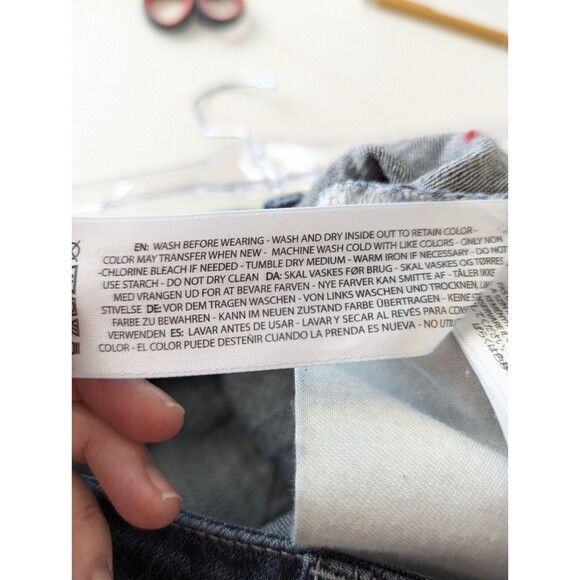 EN: WASH BEFORE WEARING - WASH AND DRY INSIDE OUT TO RETAIN COLOR -
COLOR MAY TRANSFER WHEN NEW - MACHINE WASH COLD WITH LIKE COLORS - ONLY NON
-CHLORINE BLEACH IF NEEDED - TUMBLE DRY MEDIUM - WARM IRON IF NECESSARY - DO NOT
USE STARCH - DO NOT DRY CLEAN DA: SKAL VASKES FØR BRUG - SKAL VASKES OG TØRRES
MED VRANGEN UD FOR AT BEVARE FARVEN - NYE FARVER KAN SMITTE AF - TÅLER IKKE
STIVELSE DE: VOR DEM TRAGEN WASCHEN - VON LINKS WASCHEN UND TROCKNEN, UM
FARBE ZU BEWAHREN - KANN IM NEUEN ZUSTAND FARBE ÜBERTRAGEN - KEINE
VERWENDEN ES: LAVAR ANTES DE USAR - LAVAR Y SECAR AL REVÉS PARA
COLOR - EL COLOR PUEDE DESTEÑIR CUANDO LA PRENDA ES NUEVA - NO